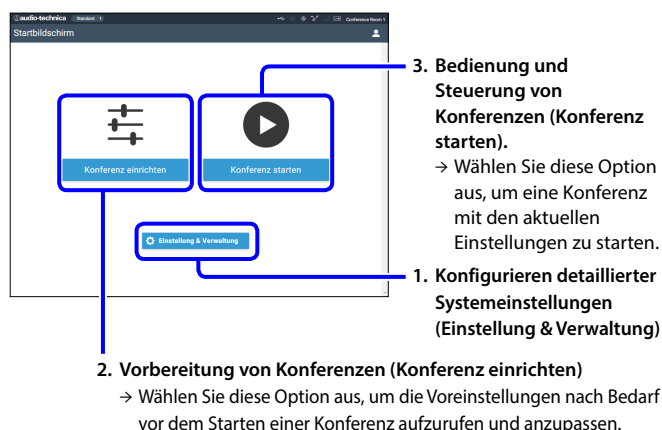 audio-technica Standard 1 Conference Room 1
Startbildschirm
Konferenz einrichten
Konferenz starten
Einstellung & Verwaltung
3. Bedienung und
Steuerung von
Konferenzen (Konferenz
starten).
→ Wählen Sie diese Option
aus, um eine Konferenz
mit den aktuellen
Einstellungen zu starten.
1. Konfigurieren detaillierter
Systemeinstellungen
(Einstellung & Verwaltung)
2. Vorbereitung von Konferenzen (Konferenz einrichten)
→ Wählen Sie diese Option aus, um die Voreinstellungen nach Bedarf
vor dem Starten einer Konferenz aufzurufen und anzupassen.